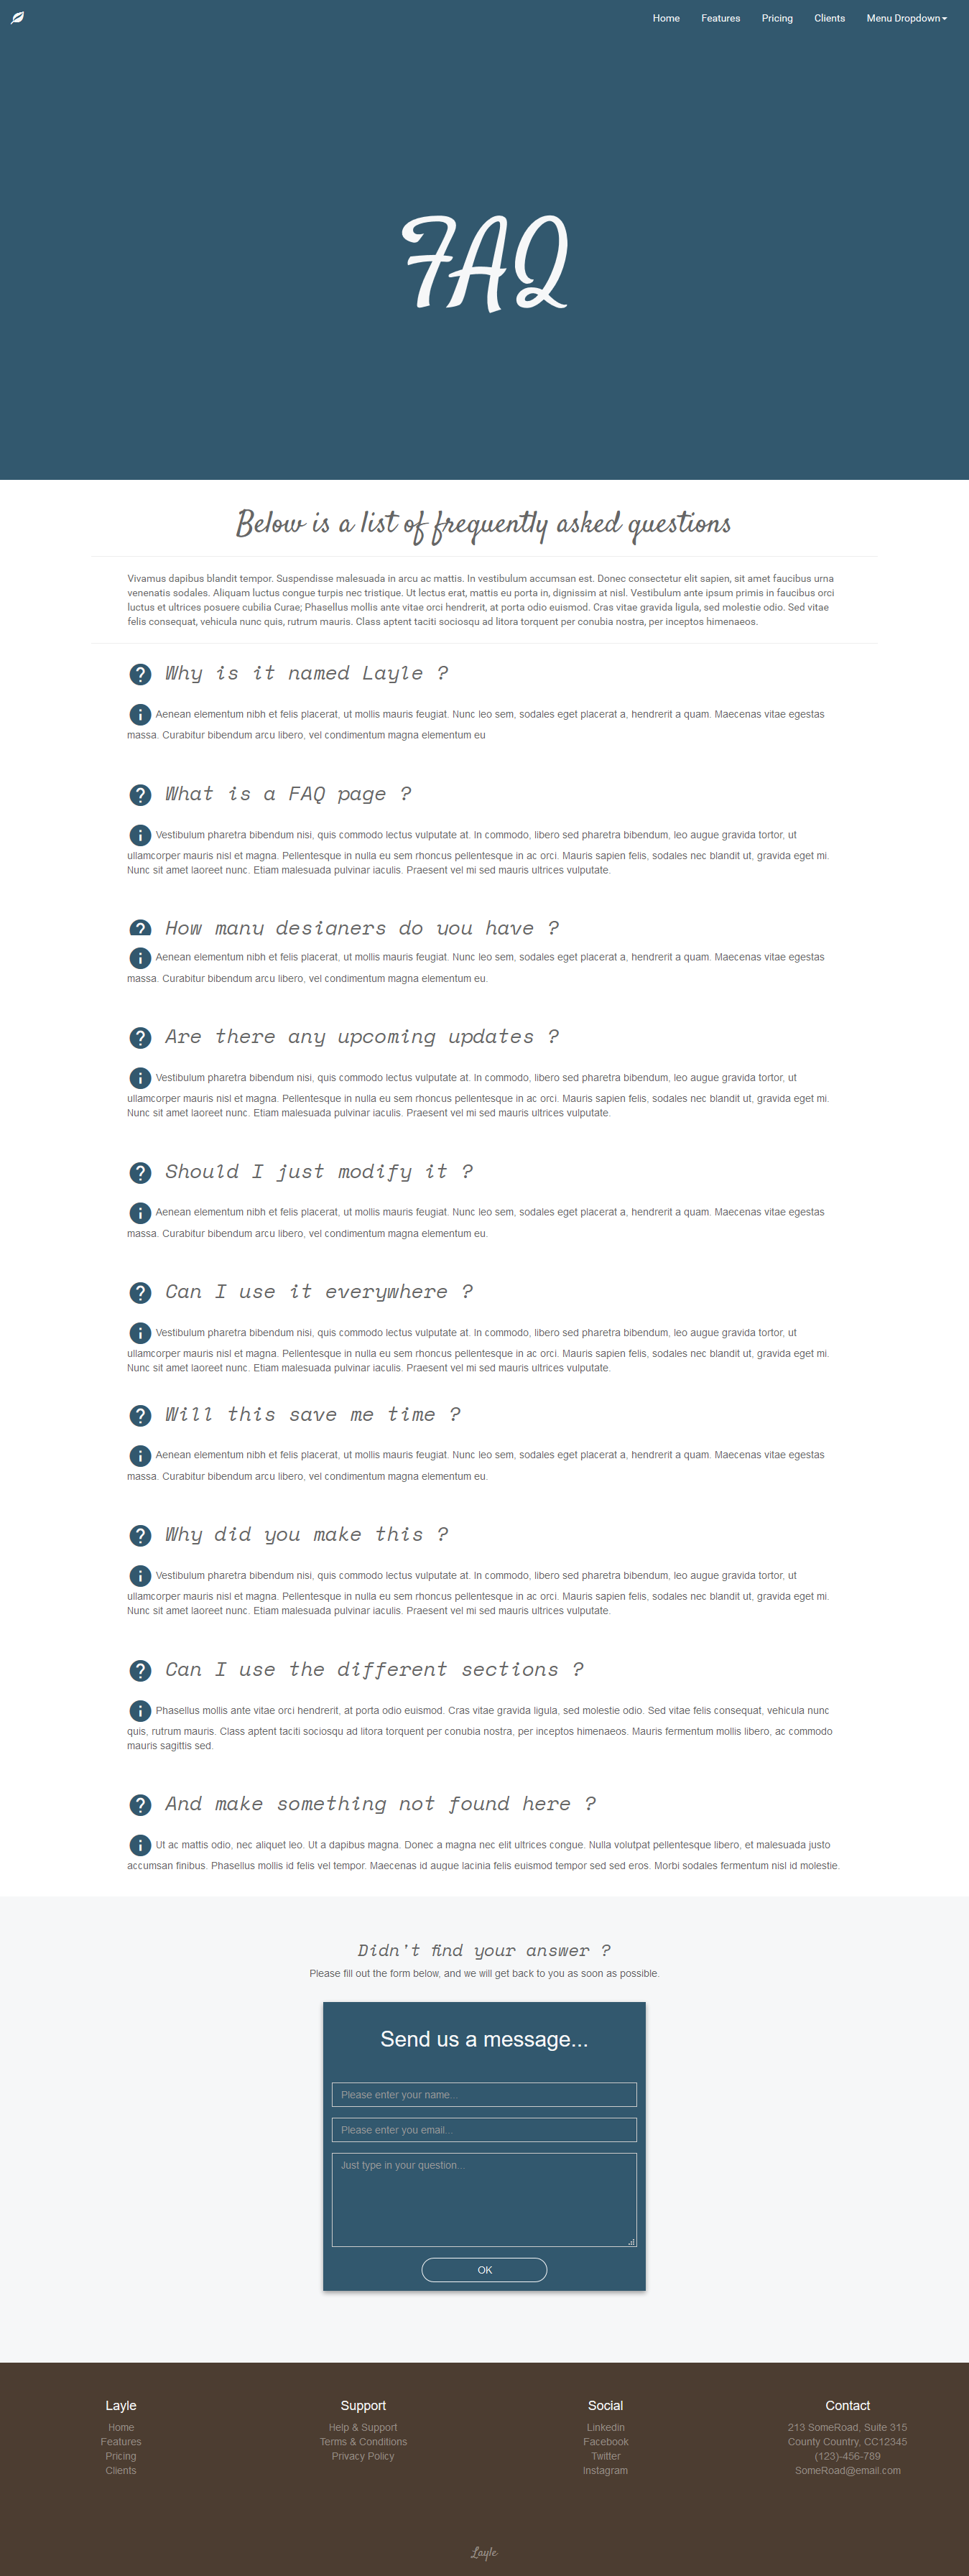 Home Features Pricing Clients Menu Dropdown
FAQ
Below is a list of frequently asked questions
Vivamus dapibus blandit tempor. Suspendisse malesuada in arcu ac mattis. In vestibulum accumsan est. Donec consectetur elit sapien, sit amet faucibus urna
venenatis sodales. Aliquam luctus congue turpis nec tristique. Ut lectus erat, mattis eu porta in, dignissim at nisl. Vestibulum ante ipsum primis in faucibus orci
luctus et ultrices posuere cubilia Curae; Phasellus mollis ante vitae orci hendrerit, at porta odio euismod. Cras vitae gravida ligula, sed molestie odio. Sed vitae
felis consequat, vehicula nunc quis, rutrum mauris. Class aptent taciti sociosqu ad litora torquent per conubia nostra, per inceptos himenaeos.
Why is it named Layle ?
Aenean elementum nibh et felis placerat, ut mollis mauris feugiat. Nunc leo sem, sodales eget placerat a, hendrerit a quam. Maecenas vitae egestas
massa. Curabitur bibendum arcu libero, vel condimentum magna elementum eu
What is a FAQ page ?
Vestibulum pharetra bibendum nisi, quis commodo lectus vulputate at. In commodo, libero sed pharetra bibendum, leo augue gravida tortor, ut
ullamcorper mauris nisl et magna. Pellentesque in nulla eu sem rhoncus pellentesque in ac orci. Mauris sapien felis, sodales nec blandit ut, gravida eget mi.
Nunc sit amet laoreet nunc. Etiam malesuada pulvinar iaculis. Praesent vel mi sed mauris ultrices vulputate.
How many designers do you have ?
Aenean elementum nibh et felis placerat, ut mollis mauris feugiat. Nunc leo sem, sodales eget placerat a, hendrerit a quam. Maecenas vitae egestas
massa. Curabitur bibendum arcu libero, vel condimentum magna elementum eu.
Are there any upcoming updates ?
Vestibulum pharetra bibendum nisi, quis commodo lectus vulputate at. In commodo, libero sed pharetra bibendum, leo augue gravida tortor, ut
ullamcorper mauris nisl et magna. Pellentesque in nulla eu sem rhoncus pellentesque in ac orci. Mauris sapien felis, sodales nec blandit ut, gravida eget mi.
Nunc sit amet laoreet nunc. Etiam malesuada pulvinar iaculis. Praesent vel mi sed mauris ultrices vulputate.
Should I just modify it ?
Aenean elementum nibh et felis placerat, ut mollis mauris feugiat. Nunc leo sem, sodales eget placerat a, hendrerit a quam. Maecenas vitae egestas
massa. Curabitur bibendum arcu libero, vel condimentum magna elementum eu.
Can I use it everywhere ?
Vestibulum pharetra bibendum nisi, quis commodo lectus vulputate at. In commodo, libero sed pharetra bibendum, leo augue gravida tortor, ut
ullamcorper mauris nisl et magna. Pellentesque in nulla eu sem rhoncus pellentesque in ac orci. Mauris sapien felis, sodales nec blandit ut, gravida eget mi.
Nunc sit amet laoreet nunc. Etiam malesuada pulvinar iaculis. Praesent vel mi sed mauris ultrices vulputate.
Will this save me time ?
Aenean elementum nibh et felis placerat, ut mollis mauris feugiat. Nunc leo sem, sodales eget placerat a, hendrerit a quam. Maecenas vitae egestas
massa. Curabitur bibendum arcu libero, vel condimentum magna elementum eu.
Why did you make this ?
Vestibulum pharetra bibendum nisi, quis commodo lectus vulputate at. In commodo, libero sed pharetra bibendum, leo augue gravida tortor, ut
ullamcorper mauris nisl et magna. Pellentesque in nulla eu sem rhoncus pellentesque in ac orci. Mauris sapien felis, sodales nec blandit ut, gravida eget mi.
Nunc sit amet laoreet nunc. Etiam malesuada pulvinar iaculis. Praesent vel mi sed mauris ultrices vulputate.
Can I use the different sections ?
Phasellus mollis ante vitae orci hendrerit, at porta odio euismod. Cras vitae gravida ligula, sed molestie odio. Sed vitae felis consequat, vehicula nunc
quis, rutrum mauris. Class aptent taciti sociosqu ad litora torquent per conubia nostra, per inceptos himenaeos. Mauris fermentum mollis libero, ac commodo
mauris sagittis sed.
And make something not found here ?
Ut ac mattis odio, nec aliquet leo. Ut a dapibus magna. Donec a magna nec elit ultrices congue. Nulla volutpat pellentesque libero, et malesuada justo
accumsan finibus. Phasellus mollis id felis vel tempor. Maecenas id augue lacinia felis euismod tempor sed sed eros. Morbi sodales fermentum nisl id molestie.
Didn't find your answer ?
Please fill out the form below, and we will get back to you as soon as possible.
Send us a message...
Please enter your name...
Please enter you email...
Just type in your question...
OK
Layle Support Social Contact
Home Help & Support Linkedin 213 SomeRoad, Suite 315
Features Terms & Conditions Facebook County Country, CC12345
Pricing Privacy Policy Twitter (123)-456-789
Clients Instagram SomeRoad@email.com
Layle